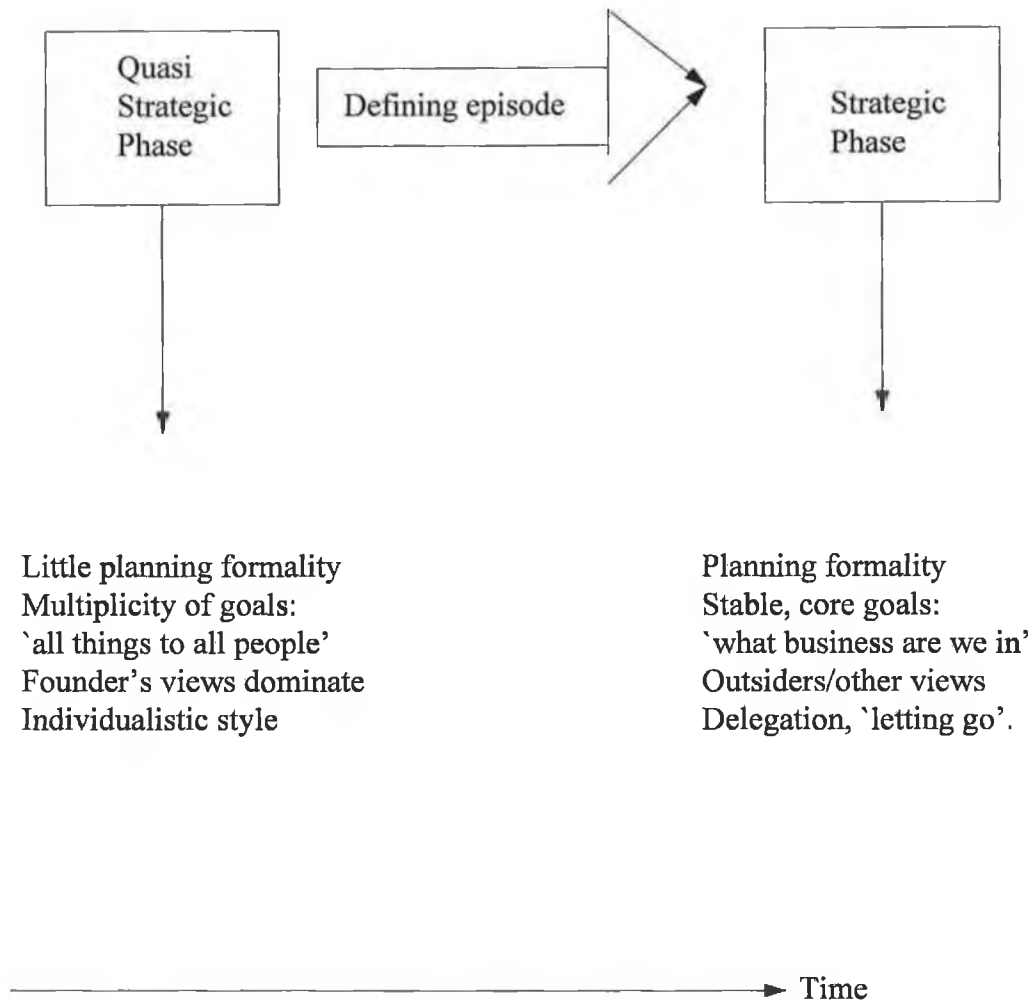 Quasi
Strategic
Phase
Defining episode
Strategic
Phase
Little planning formality
Multiplicity of goals:
`all things to all people’
Founder’s views dominate
Individualistic style
Planning formality
Stable, core goals:
`what business are we in’
Outsiders/other views
Delegation, `letting go’.
Time